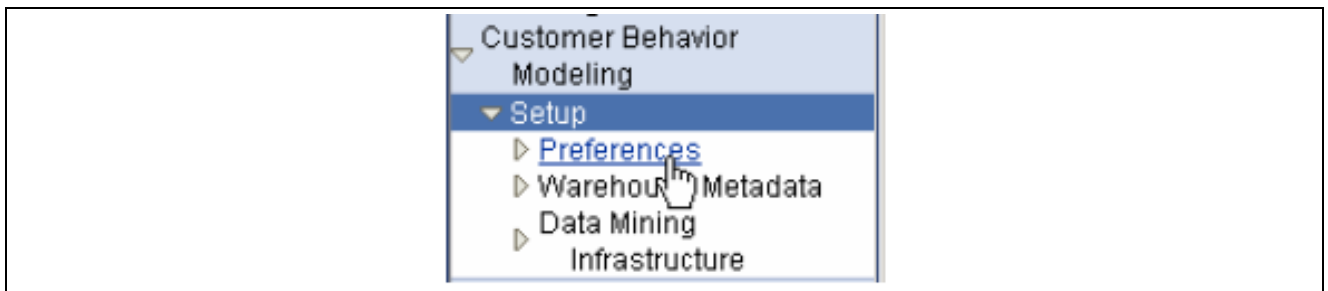 Customer Behavior
Modeling
Setup
Preferences
Metadata
Data Mining
Infrastructure